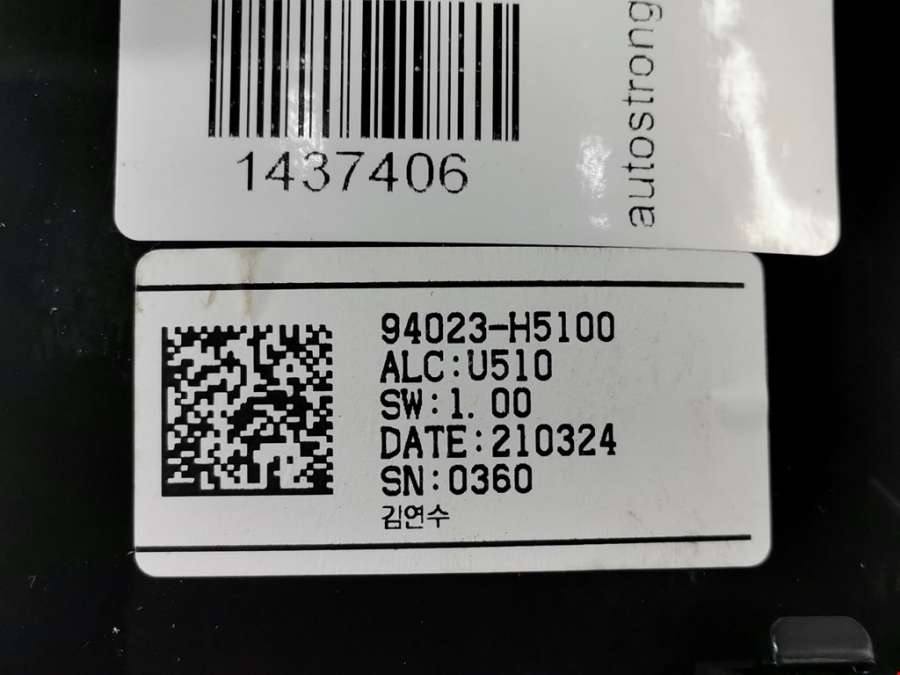 1437406
autostrong
94023-H5100
ALC:U510
SW:1.00
DATE:210324
SN:0360
김연수